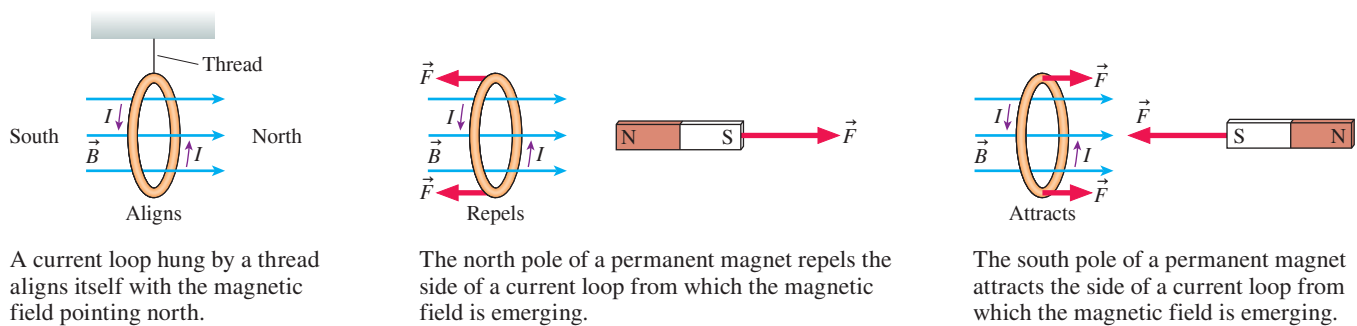 Thread
I
South
North
B
I
Aligns
A current loop hung by a thread
aligns itself with the magnetic
field pointing north.
F
I
B
I
F
Repels
N S
F
The north pole of a permanent magnet repels the
side of a current loop from which the magnetic
field is emerging.
F
I
B
I
F
Attracts
F
S N
The south pole of a permanent magnet
attracts the side of a current loop from
which the magnetic field is emerging.